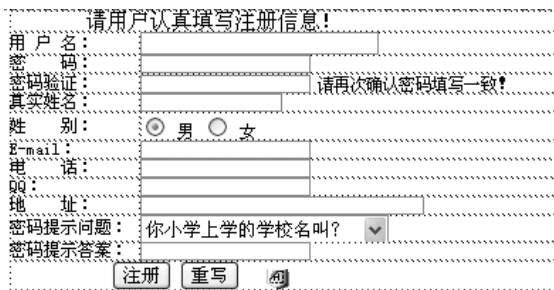 请用户认真填写注册信息!
用 户 名:
密 码:
密码验证: 请再次确认密码填写一致!
真实姓名:
性 别: 男 女
E-mail:
电 话:
QQ:
地 址:
密码提示问题: 你小学上学的学校名叫?
密码提示答案:
注册 重写